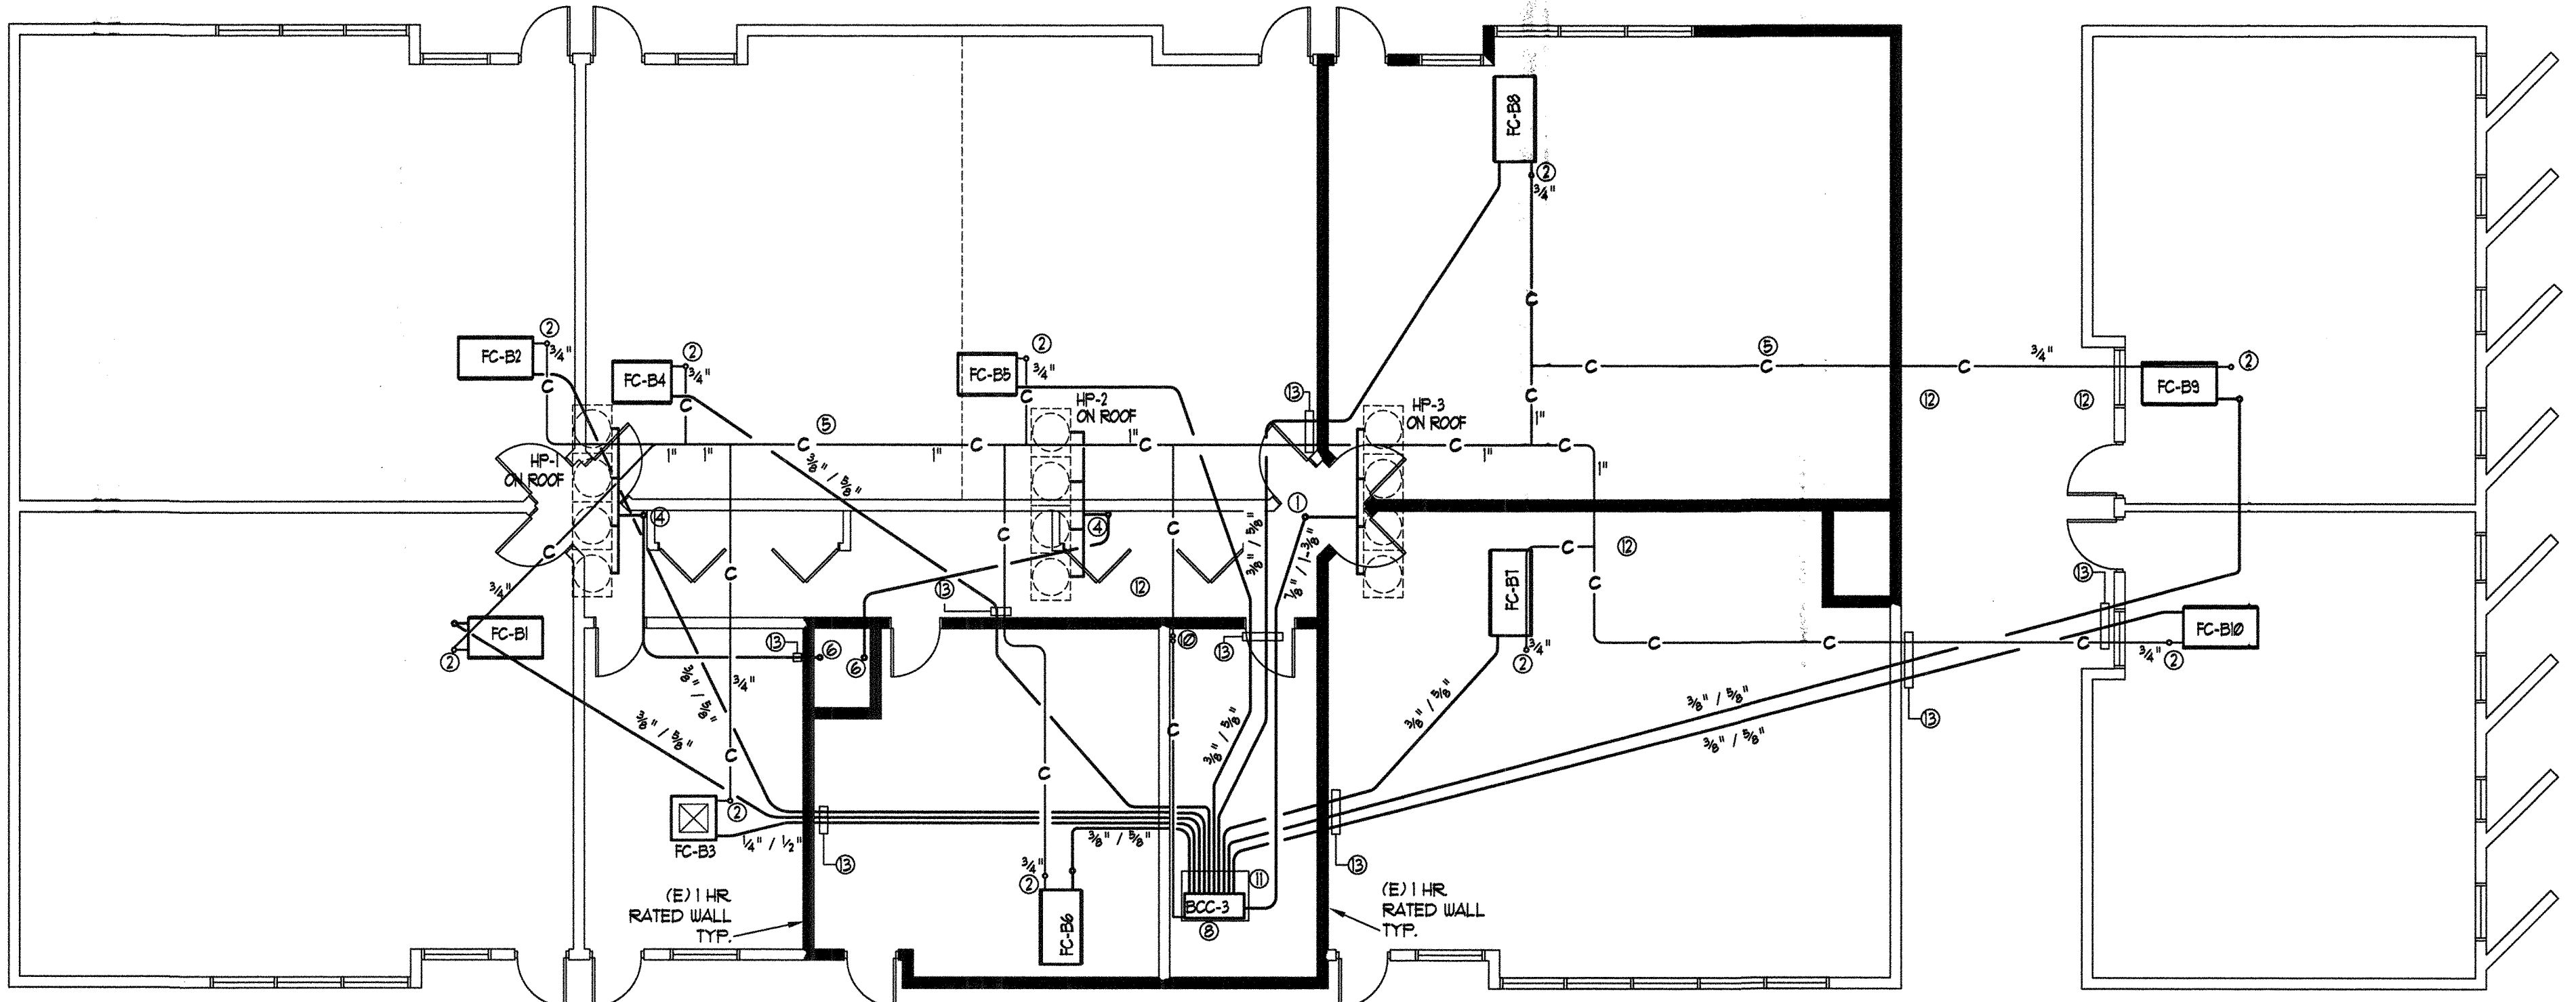 FC-B8
②
3/4"
C
②
FC-B2
3/4"
C
②
FC-B4
3/4"
C
②
FC-B5
3/4"
C
HP-1
ON ROOF
HP-2
ON ROOF
HP-3
ON ROOF
⑬
⑤
C
C
C
1"
1"
1"
1"
3/8" / 5/8"
C
C
1"
1"
1"
C
C
⑤
C
C
3/4"
②
FC-B9
⑫
⑫
⑭
④
①
C
C
C
C
3/8" / 5/8"
7/8" / 1-3/8"
3/4"
FC-B1
②
⑬
⑫
⑬
⑥
⑥
⑩
⑬
FC-B7
C
C
⑫
3/4"
②
C
C
C
⑬
FC-B10
3/4"
②
⑬
3/8" / 5/8"
3/8" / 5/8"
3/4"
C
C
C
3/8" / 5/8"
3/8" / 5/8"
3/8" / 5/8"
3/8" / 5/8"
FC-B3
②
1/4" / 1/2"
⑬
3/8" / 5/8"
3/4"
②
FC-B6
BCC-3
⑪
⑧
⑬
(E) 1 HR
RATED WALL
TYP.
(E) 1 HR
RATED WALL
TYP.